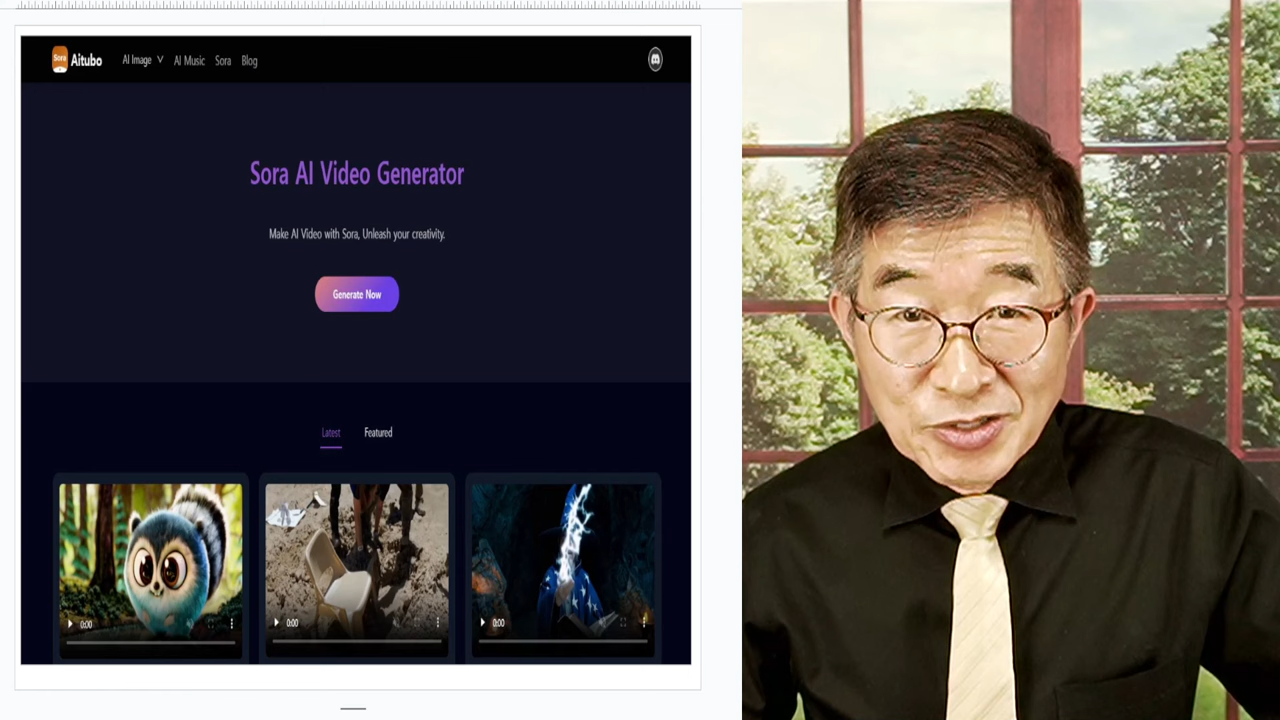 Sora Aitubo AI Image AI Music Sora Blog
Sora AI Video Generator
Make AI Video with Sora, Unleash your creativity.
Generate Now
Latest Featured
0:00 0:00 0:00